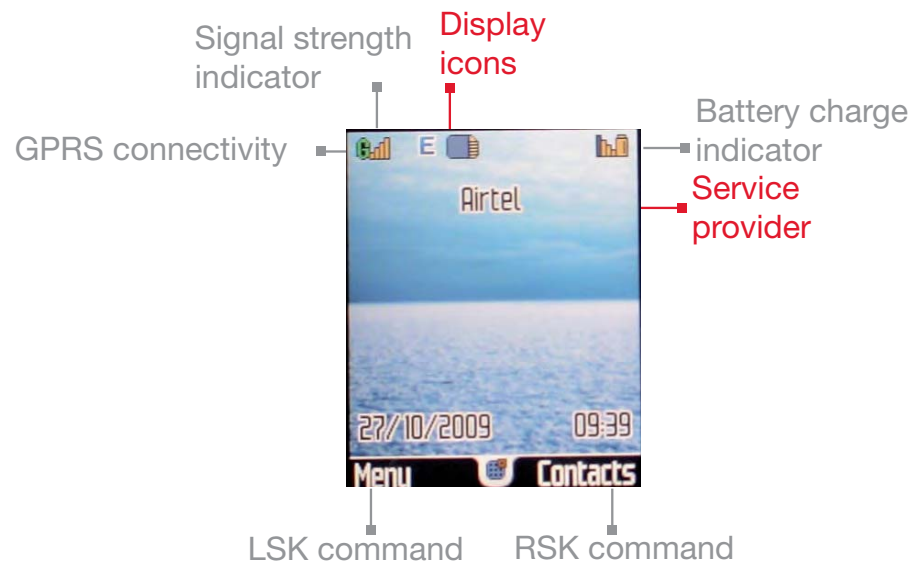 Signal strength
indicator
Display
icons
GPRS connectivity
Battery charge
indicator
G E
Airtel
Service
provider
27/10/2009 09:39
Menu Contacts
LSK command RSK command